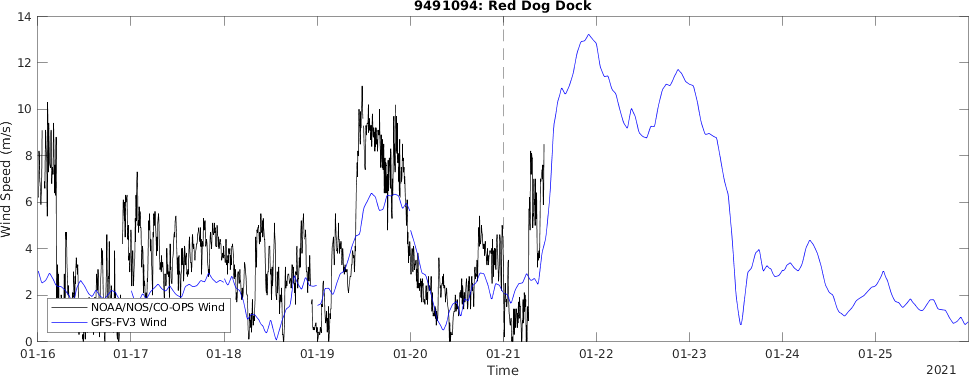 9491094: Red Dog Dock
14
12
10
8
6
4
2
0
Wind Speed (m/s)
NOAA/NOS/CO-OPS Wind
GFS-FV3 Wind
01-16 01-17 01-18 01-19 01-20 01-21 01-22 01-23 01-24 01-25
Time
2021